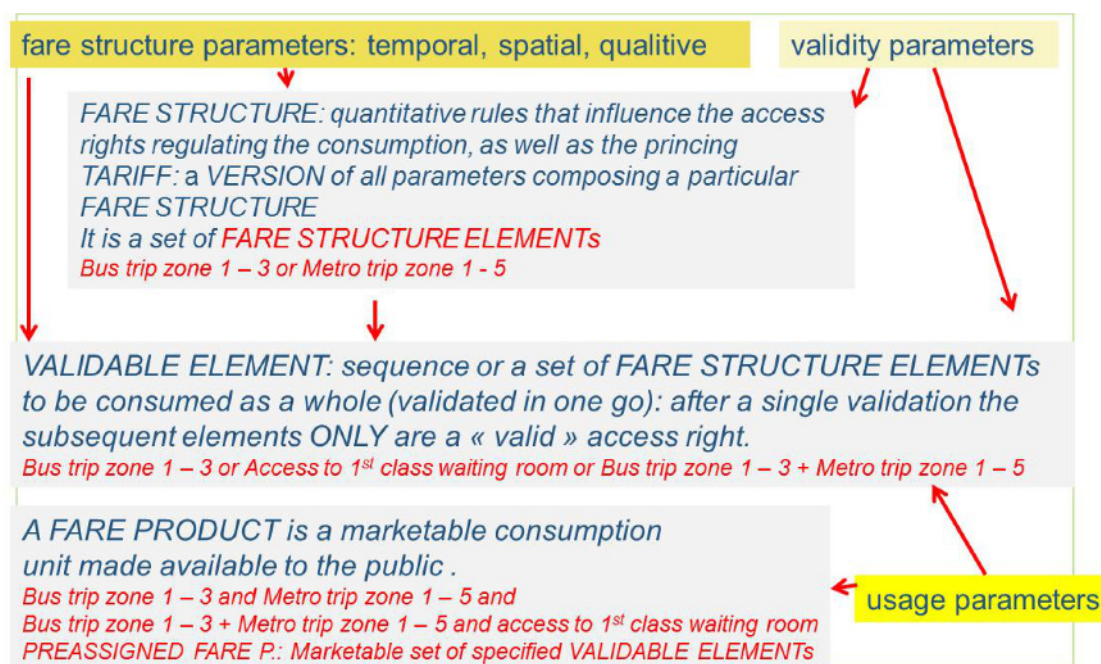 fare structure parameters: temporal, spatial, qualitive
validity parameters
FARE STRUCTURE: quantitative rules that influence the access
rights regulating the consumption, as well as the princing
TARIFF: a VERSION of all parameters composing a particular
FARE STRUCTURE
It is a set of FARE STRUCTURE ELEMENTs
Bus trip zone 1 – 3 or Metro trip zone 1 - 5
VALIDABLE ELEMENT: sequence or a set of FARE STRUCTURE ELEMENTs
to be consumed as a whole (validated in one go): after a single validation the
subsequent elements ONLY are a « valid » access right.
Bus trip zone 1 – 3 or Access to 1st class waiting room or Bus trip zone 1 – 3 + Metro trip zone 1 – 5
A FARE PRODUCT is a marketable consumption
unit made available to the public .
Bus trip zone 1 – 3 and Metro trip zone 1 – 5 and
Bus trip zone 1 – 3 + Metro trip zone 1 – 5 and access to 1st class waiting room
PREASSIGNED FARE P.: Marketable set of specified VALIDABLE ELEMENTs
usage parameters